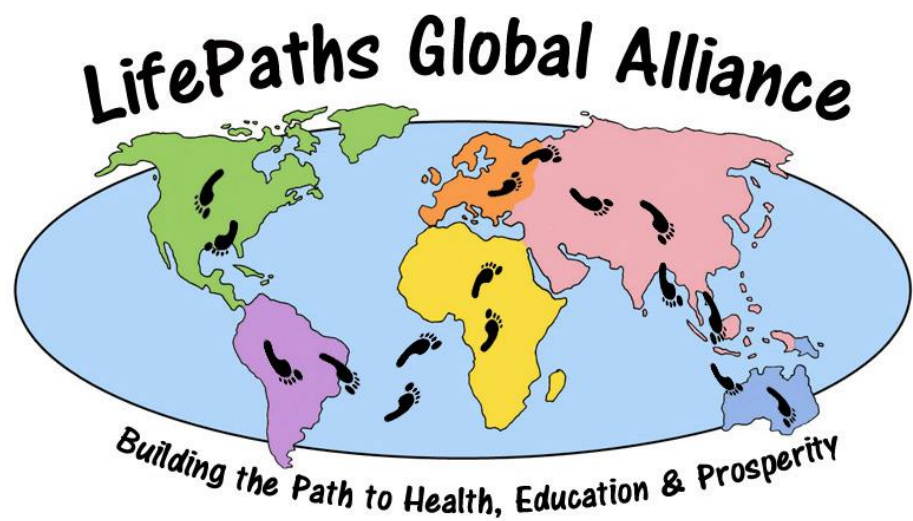 LifePaths Global Alliance
Building the Path to Health, Education & Prosperity